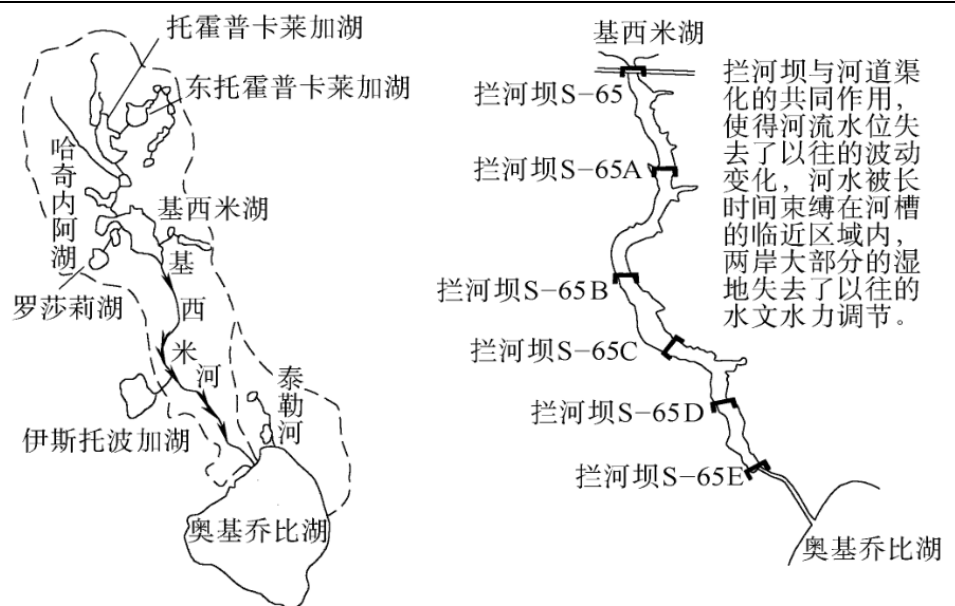 托霍普卡莱加湖
东托霍普卡莱加湖
哈奇内阿湖
基西米湖
罗莎莉湖
基西米河
伊斯托波加湖
泰勒河
奥基乔比湖
基西米湖
拦河坝S-65
拦河坝S-65A
拦河坝S-65B
拦河坝S-65C
拦河坝S-65D
拦河坝S-65E
奥基乔比湖
拦河坝与河道渠
化的共同作用，
使得河流水位失
去了以往的波动
变化，河水被长
时间束缚在河槽
的临近区域内，
两岸大部分的湿
地失去了以往的
水文水力调节。